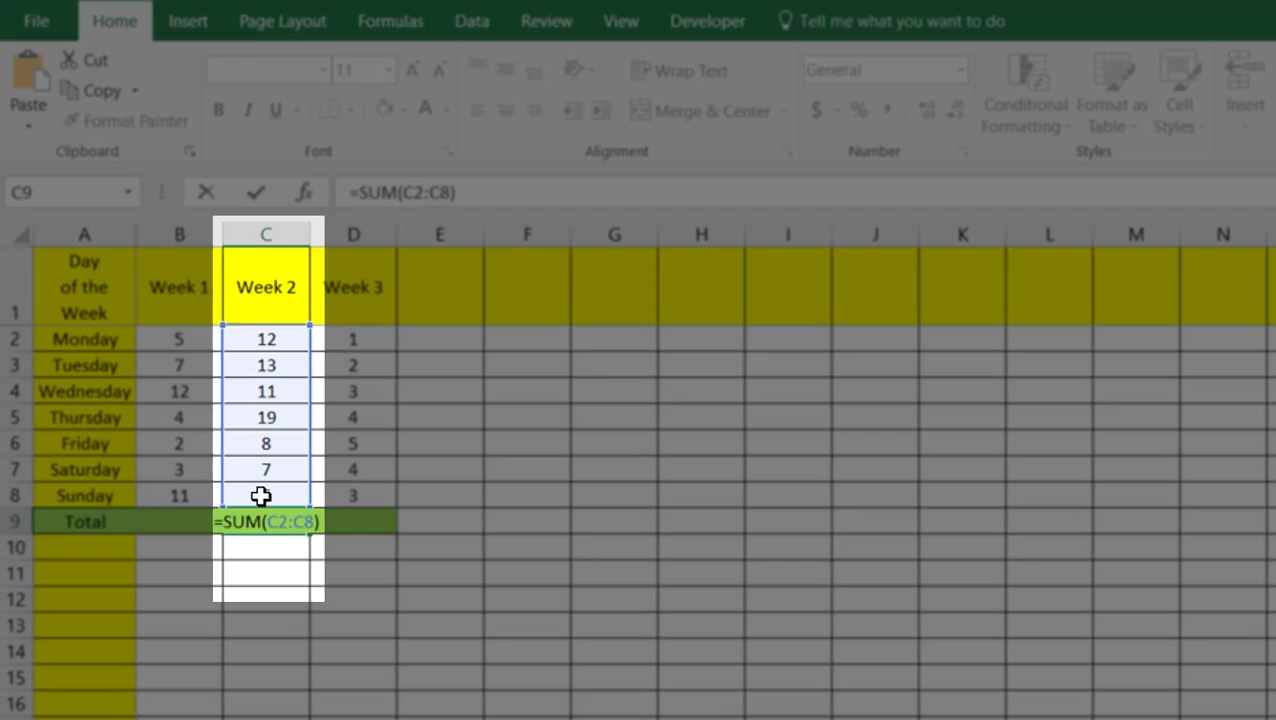 File Home Insert Page Layout Formulas Data Review View Developer Tell me what you want to do
Paste
Cut
Copy
Format Painter
Clipboard
11 A A
B I U A
Font
Wrap Text
Merge & Center
Alignment
General
$ % ,
Number
Conditional Formatting
Format as Table
Cell Styles
Styles
Insert
C9 fx =SUM(C2:C8)
A B C D E F G H I J K L M N
1 Day of the Week Week 1 Week 2 Week 3
2 Monday 5 12 1
3 Tuesday 7 13 2
4 Wednesday 12 11 3
5 Thursday 4 19 4
6 Friday 2 8 5
7 Saturday 3 7 4
8 Sunday 11 3
9 Total =SUM(C2:C8)
10
11
12
13
14
15
16